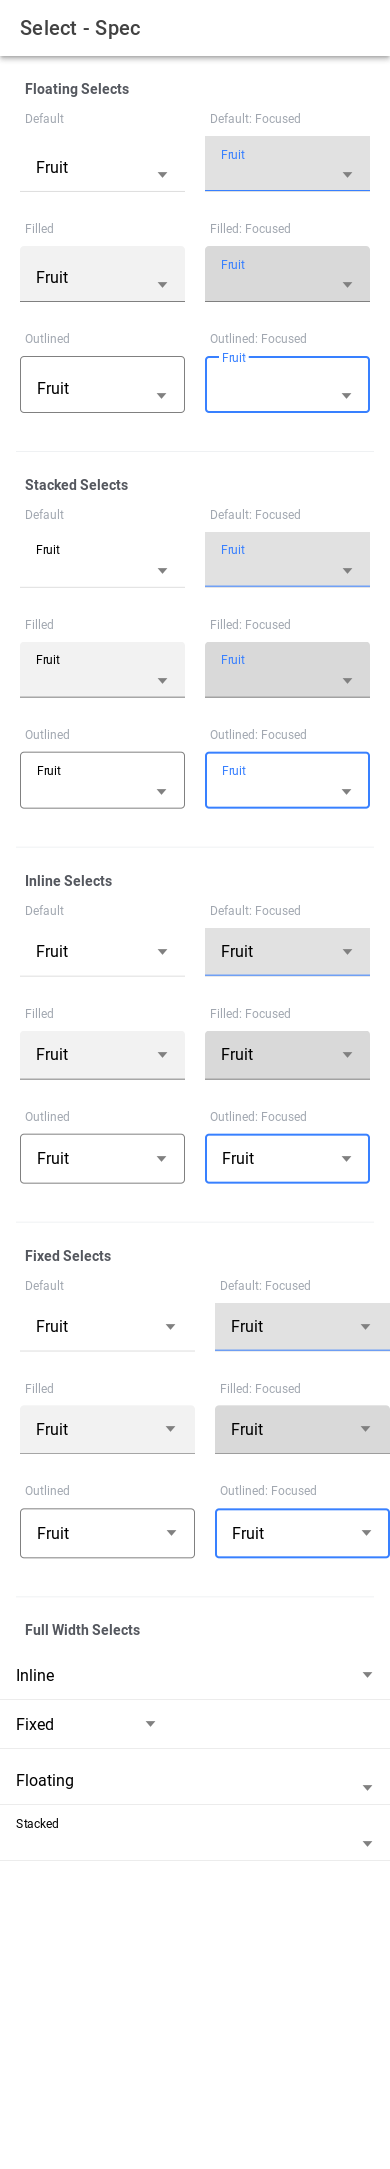 Select - Spec
Floating Selects
Default Default: Focused
Fruit Fruit
Filled Filled: Focused
Fruit Fruit
Outlined Outlined: Focused
Fruit Fruit
Stacked Selects
Default Default: Focused
Fruit Fruit
Filled Filled: Focused
Fruit Fruit
Outlined Outlined: Focused
Fruit Fruit
Inline Selects
Default Default: Focused
Fruit Fruit
Filled Filled: Focused
Fruit Fruit
Outlined Outlined: Focused
Fruit Fruit
Fixed Selects
Default Default: Focused
Fruit Fruit
Filled Filled: Focused
Fruit Fruit
Outlined Outlined: Focused
Fruit Fruit
Full Width Selects
Inline
Fixed
Floating
Stacked